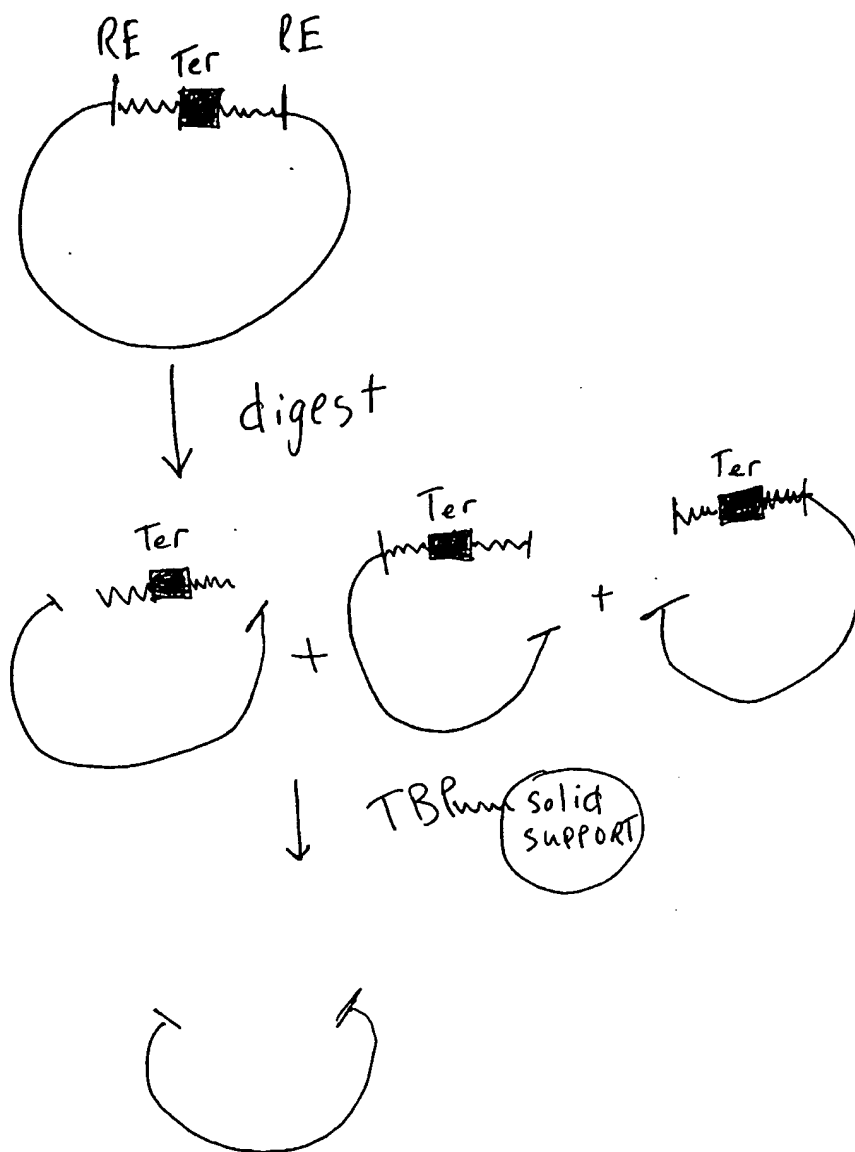 RE Ter RE
digest
Ter
Ter
Ter
+
+
TBP solid
SUPPORT